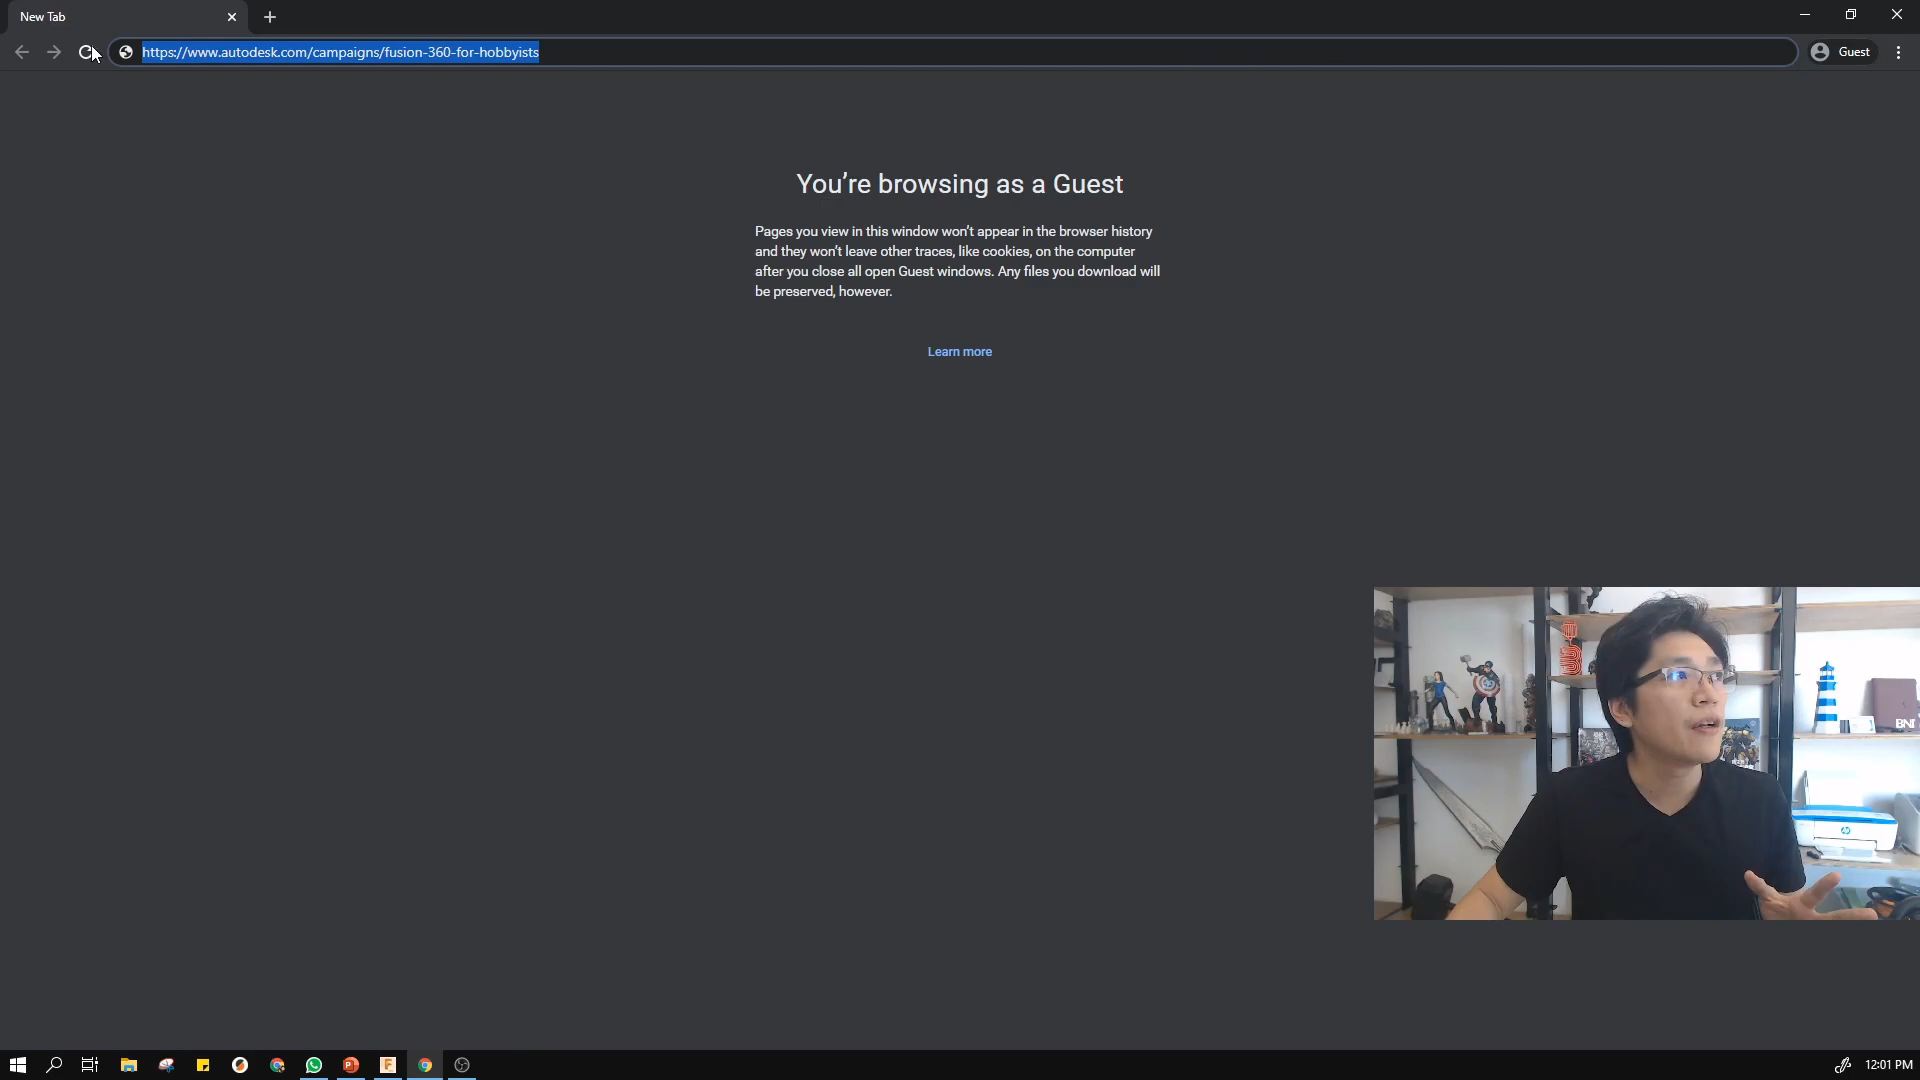 New Tab
https://www.autodesk.com/campaigns/fusion-360-for-hobbyists
Guest
You're browsing as a Guest
Pages you view in this window won't appear in the browser history
and they won't leave other traces, like cookies, on the computer
after you close all open Guest windows. Any files you download will
be preserved, however.
Learn more
BNI
hp
12:01 PM